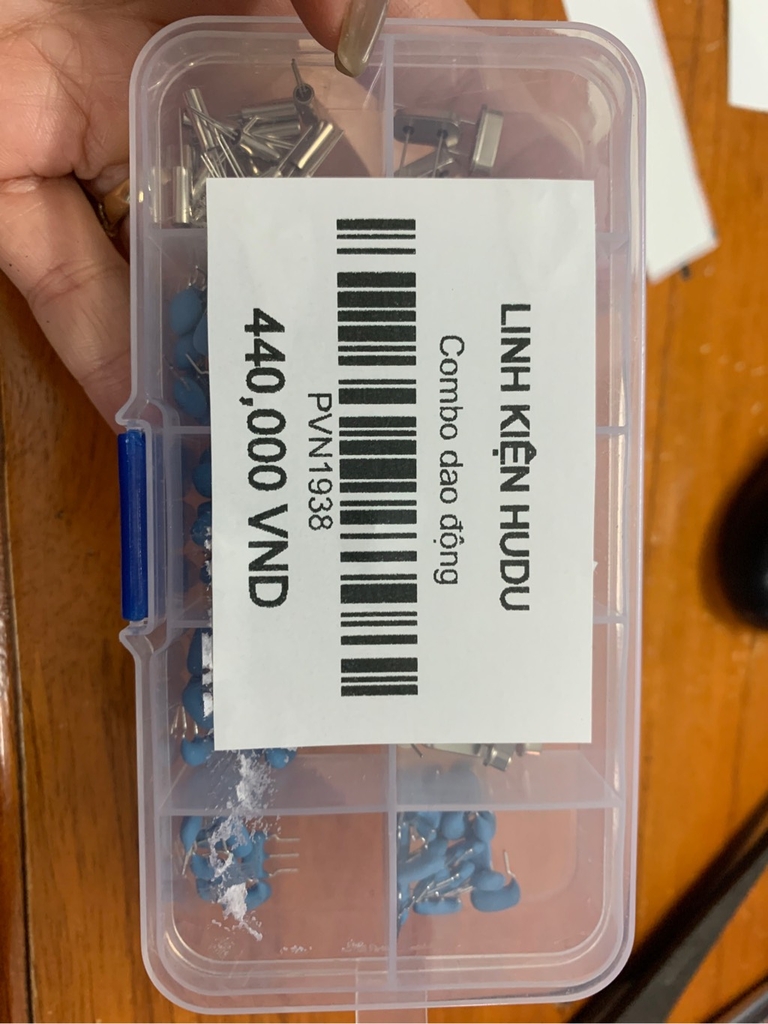 LINH KIỆN HUDU
Combo dao động
PVN1938
440,000 VND